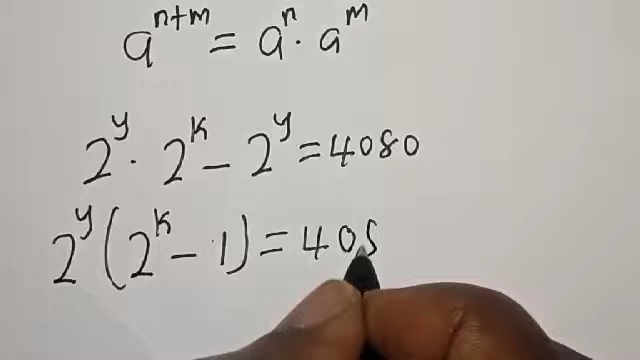 a^{n+m} = a^n · a^m
2^y · 2^k - 2^y = 4080
2^y (2^k - 1) = 40